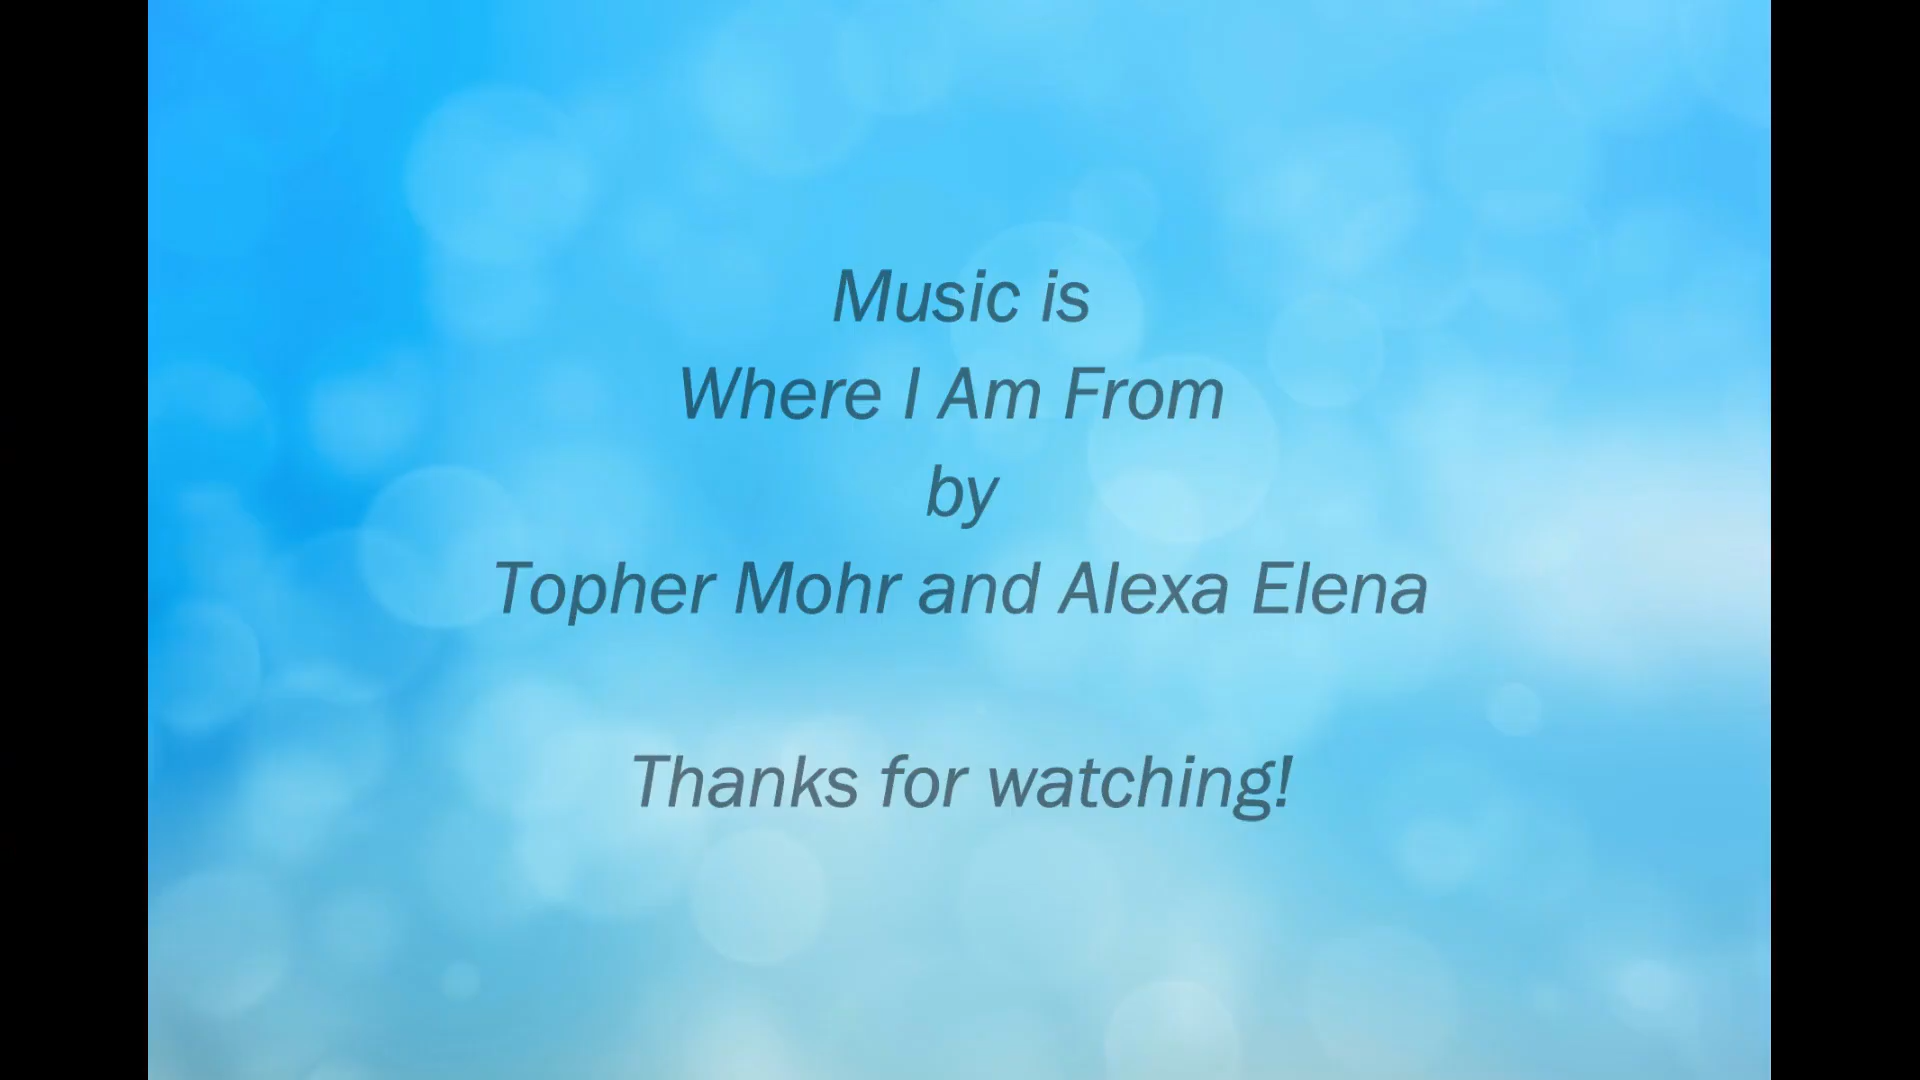 Music is
Where I Am From
by
Topher Mohr and Alexa Elena
Thanks for watching!